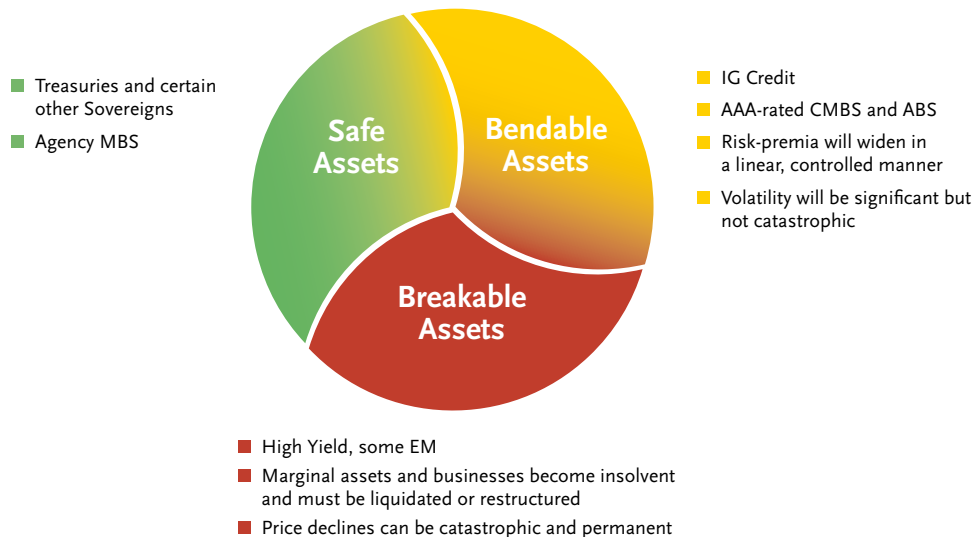 Treasuries and certain
other Sovereigns
Agency MBS
Safe
Assets
Bendable
Assets
IG Credit
AAA-rated CMBS and ABS
Risk-premia will widen in
a linear, controlled manner
Volatility will be significant but
not catastrophic
Breakable
Assets
High Yield, some EM
Marginal assets and businesses become insolvent
and must be liquidated or restructured
Price declines can be catastrophic and permanent